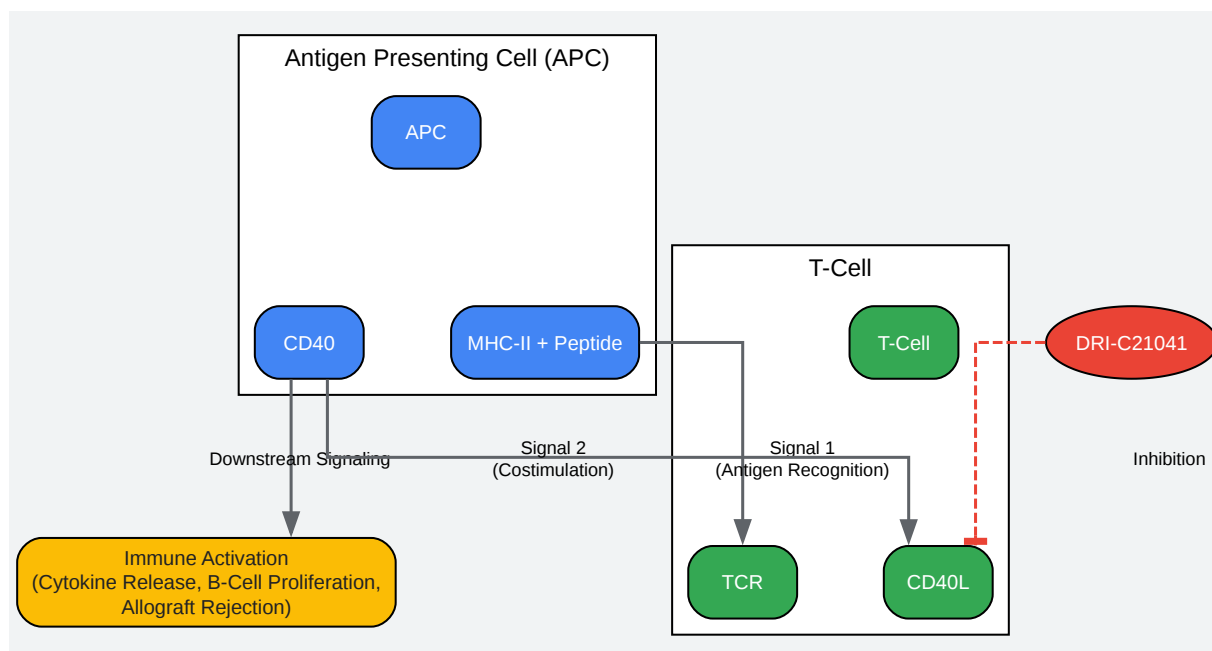 Antigen Presenting Cell (APC)
APC
T-Cell
CD40
MHC-II + Peptide
T-Cell
DRI-C21041
Downstream Signaling
Signal 2
(Costimulation)
Signal 1
(Antigen Recognition)
Inhibition
Immune Activation
(Cytokine Release, B-Cell Proliferation,
Allograft Rejection)
TCR
CD40L